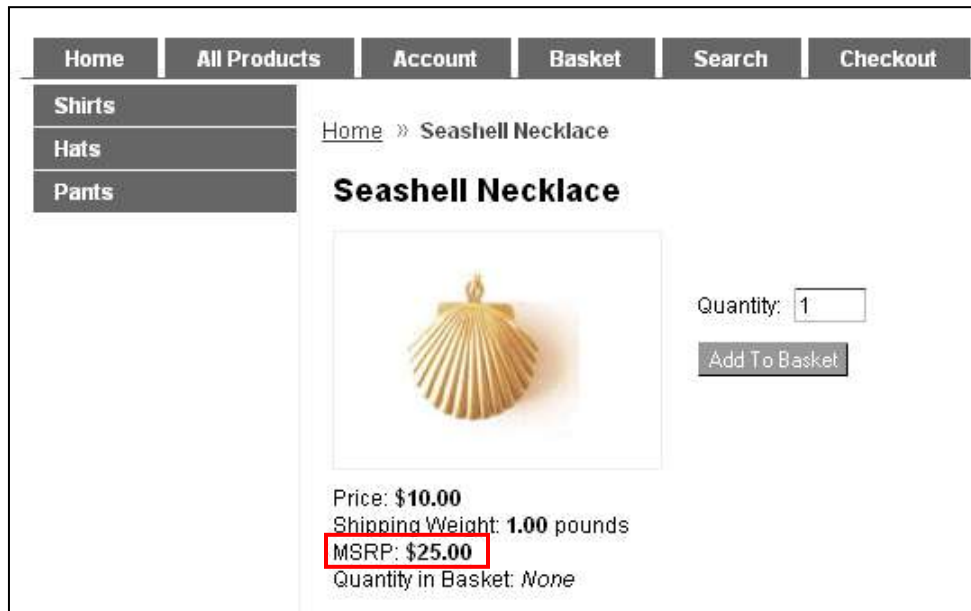 Home All Products Account Basket Search Checkout
Shirts
Hats
Pants
Home » Seashell Necklace
Seashell Necklace
Quantity: 1
Add To Basket
Price: $10.00
Shipping Weight: 1.00 pounds
MSRP: $25.00
Quantity in Basket: None